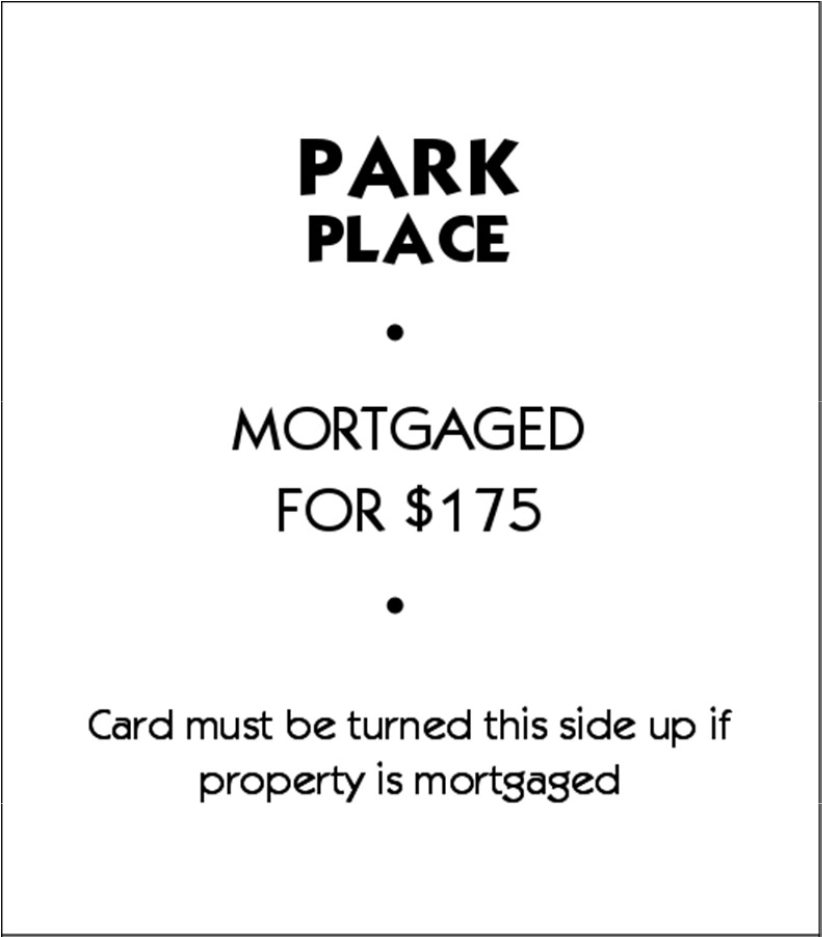 PARK
PLACE
•
MORTGAGED
FOR $175
•
Card must be turned this side up if
property is mortgaged